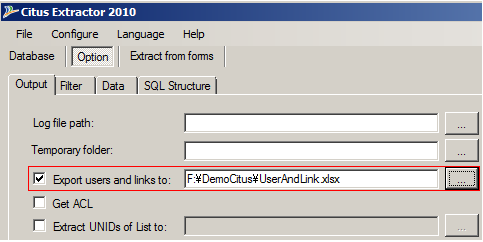 Citus Extractor 2010
File Configure Language Help
Database Option Extract from forms
Output Filter Data SQL Structure
Log file path: ...
Temporary folder: ...
Export users and links to: F:¥DemoCitus¥UserAndLink.xlsx ...
Get ACL
Extract UNIDs of List to: ...